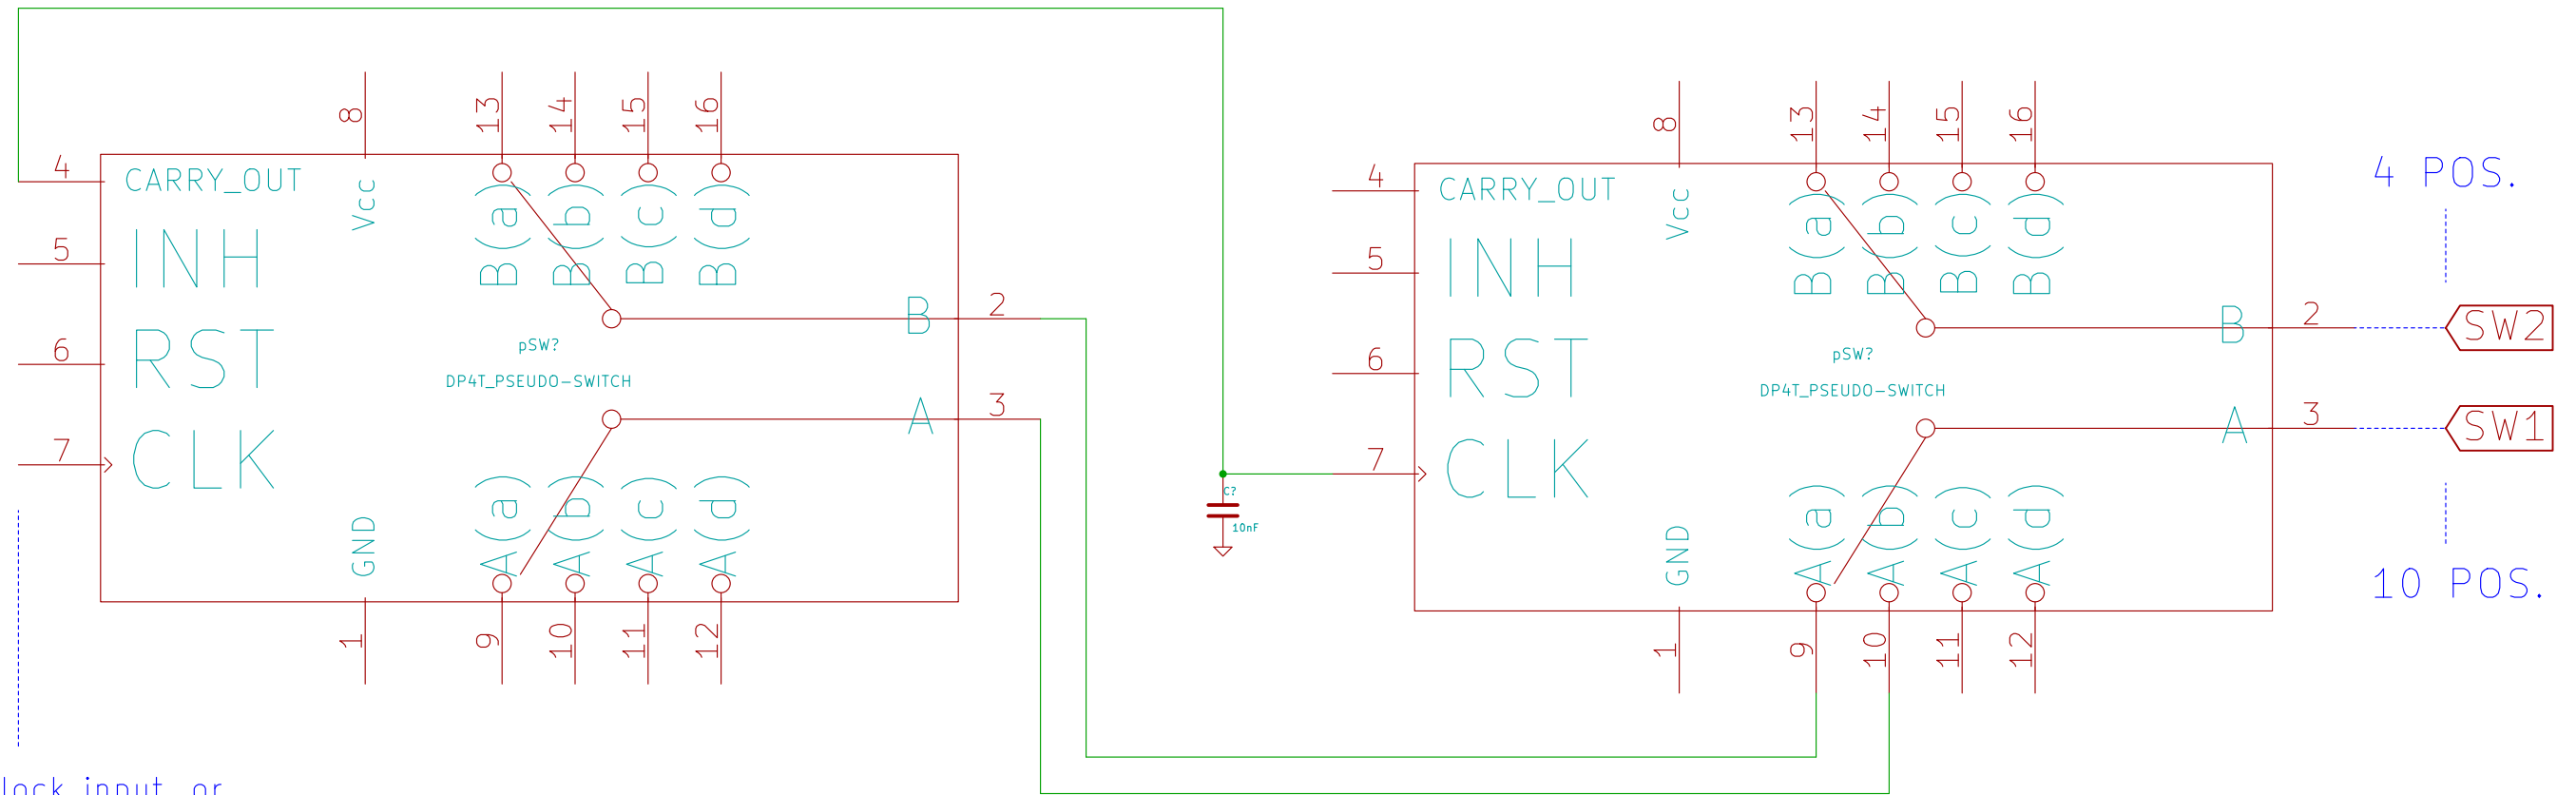 4
CARRY_OUT
5
INH
6
RST
7
CLK
8
Vcc
GND
1
13
14
15
16
B(a)
B(b)
B(c)
B(d)
B
2
pSW?
DP4T_PSEUDO-SWITCH
A
3
A(a)
A(b)
A(c)
A(d)
9
10
11
12
C?
10nF
4
CARRY_OUT
5
INH
6
RST
7
CLK
8
Vcc
GND
1
13
14
15
16
B(a)
B(b)
B(c)
B(d)
B
2
pSW?
DP4T_PSEUDO-SWITCH
A
3
A(a)
A(b)
A(c)
A(d)
9
10
11
12
4 POS.
SW2
SW1
10 POS.
lock input or